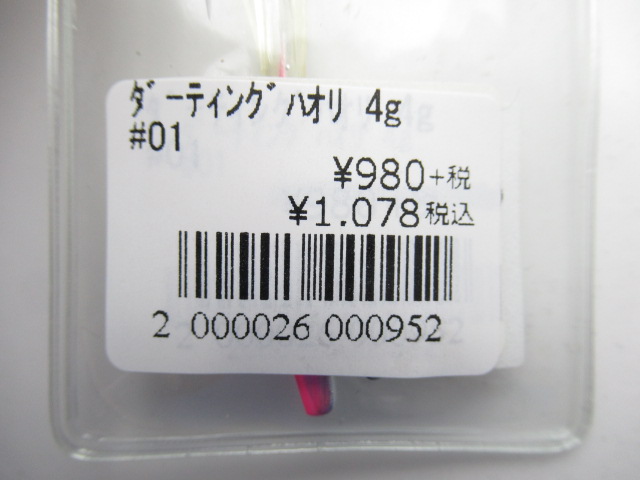 ﾀﾞｰティングﾊオリ 4g
#01
¥980+税
¥1.078税込
2 000026 000952